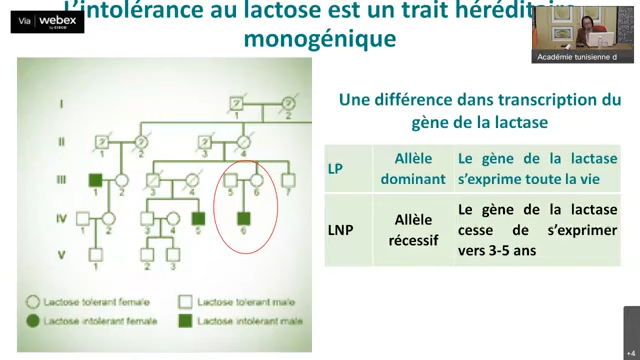 L'intolérance au lactose est un trait héréditaire
monogénique
Via webex
by CISCO
Académie tunisienne d
Une différence dans transcription du
gène de la lactase
LP
Allèle
dominant
Le gène de la lactase
s'exprime toute la vie
LNP
Allèle
récessif
Le gène de la lactase
cesse de s'exprimer
vers 3-5 ans
I
? ?
1 2
II
? ? ?
1 2 3 4
III
1 2 3 4 5 6 7
IV
1 2 3 4 5 6
V
1 2 3
Lactose tolerant female
Lactose tolerant male
Lactose intolerant female
Lactose intolerant male
+4